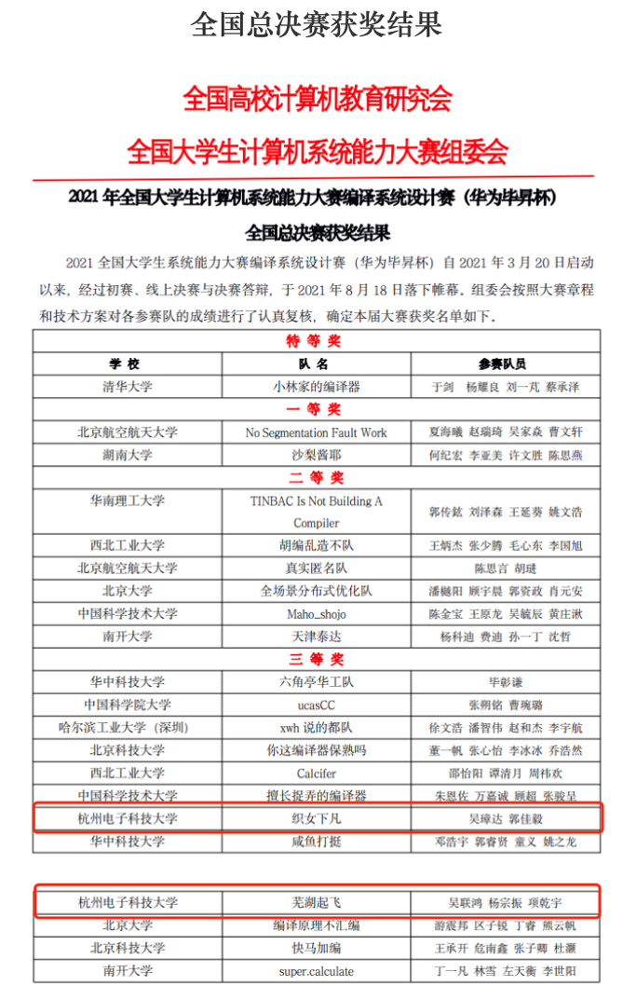 全国总决赛获奖结果
全国高校计算机教育研究会
全国大学生计算机系统能力大赛组委会
2021 年全国大学生计算机系统能力大赛编译系统设计赛（华为毕昇杯）
全国总决赛获奖结果
2021 全国大学生系统能力大赛编译系统设计赛（华为毕昇杯）自 2021 年 3 月 20 日启动
以来，经过初赛、线上决赛与决赛答辩，于 2021 年 8 月 18 日落下帷幕。组委会按照大赛章程
和技术方案对各参赛队的成绩进行了认真复核，确定本届大赛获奖名单如下。
特 等 奖
学 校 队 名 参赛队员
清华大学 小林家的编译器 于剑 杨耀良 刘一芃 蔡承泽
一 等 奖
北京航空航天大学 No Segmentation Fault Work 夏海曦 赵瑞琦 吴家焱 曹文轩
湖南大学 沙梨酱耶 何纪宏 李亚美 许文胜 陈思燕
二 等 奖
华南理工大学 TINBAC Is Not Building A
Compiler 郭传鈜 刘泽森 王延葵 姚文浩
西北工业大学 胡编乱造不队 王炳杰 张少腾 毛心东 李国旭
北京航空航天大学 真实匿名队 陈思言 胡琎
北京大学 全场景分布式优化队 潘樾阳 顾宇晨 郭资政 肖元安
中国科学技术大学 Maho_shojo 陈金宝 王原龙 吴毓辰 黄庄湫
南开大学 天津泰达 杨科迪 费迪 孙一丁 沈哲
三 等 奖
华中科技大学 六角亭华工队 毕彰谦
中国科学院大学 ucasCC 张朔铭 曹琬璐
哈尔滨工业大学（深圳） xwh 说的都队 徐文浩 潘智伟 赵和杰 李宇航
北京科技大学 你这编译器保熟吗 董一帆 张心怡 李冰冰 乔浩然
西北工业大学 Calcifer 邵怡阳 谭清月 周祎欢
中国科学技术大学 擅长捉弄的编译器 朱恩佐 万嘉诚 顾超 张骏呈
杭州电子科技大学 织女下凡 吴璋达 郭佳毅
华中科技大学 咸鱼打挺 邓浩宇 郭睿贤 童义 姚之龙
杭州电子科技大学 芜湖起飞 吴联鸿 杨宗振 项乾宇
北京大学 编译原理不汇编 游震邦 区子锐 丁睿 熊云帆
北京科技大学 快马加编 王承开 危南鑫 张子卿 杜灏
南开大学 super.calculate 丁一凡 林雪 左天衡 李世阳